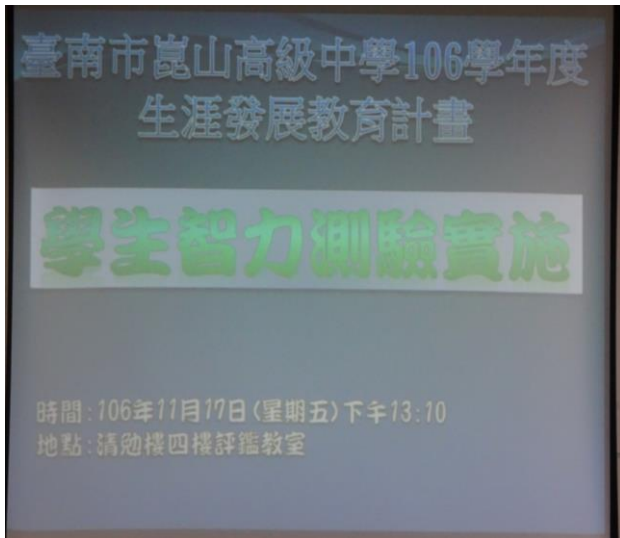 臺南市崑山高級中學106學年度
生涯發展教育計畫
學生智力測驗實施
時間:106年11月17日(星期五)下午13:10
地點:清勉樓四樓評鑑教室